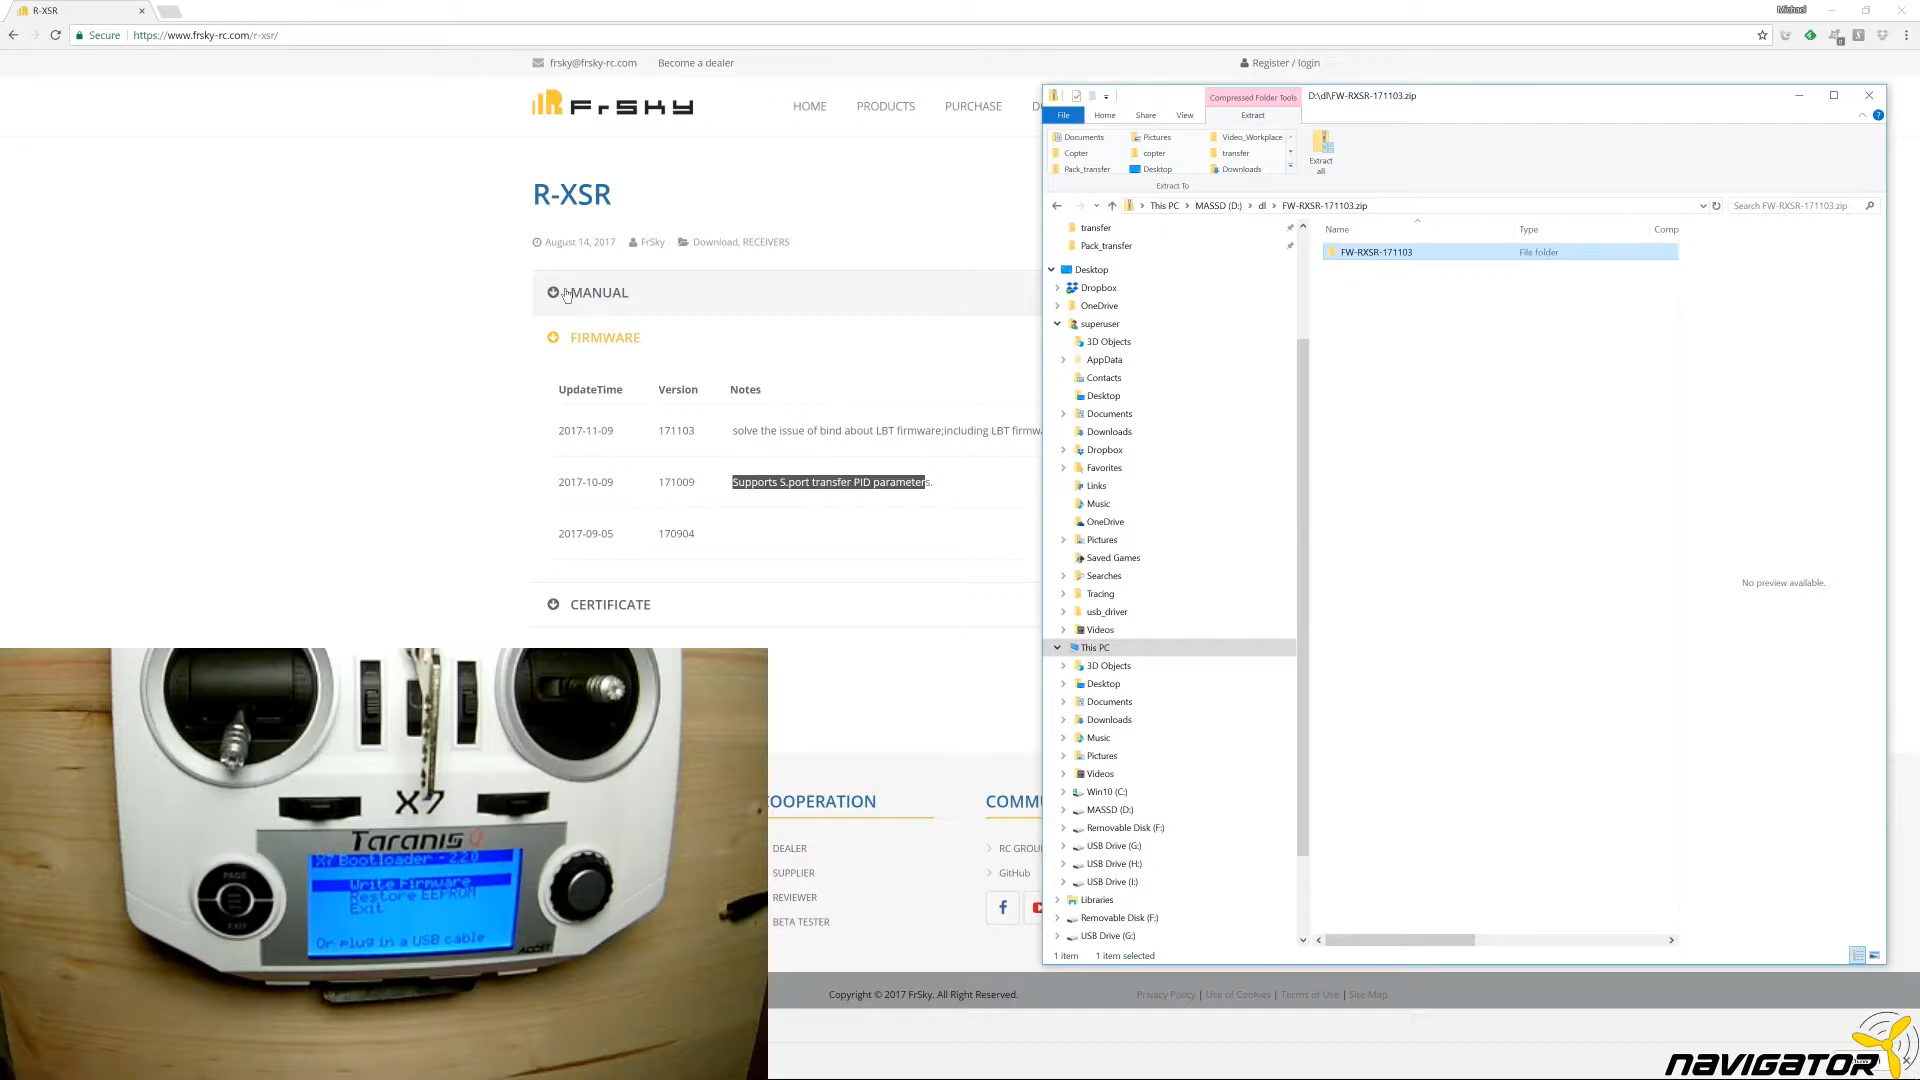 R-XSR
Michael
Secure
https://www.frsky-rc.com/r-xsr/
frsky@frsky-rc.com
Become a dealer
Register / login
FrSKY
HOME
PRODUCTS
PURCHASE
R-XSR
August 14, 2017
FrSky
Download, RECEIVERS
MANUAL
FIRMWARE
UpdateTime
Version
Notes
2017-11-09
171103
solve the issue of bind about LBT firmware;including LBT firmw
2017-10-09
171009
Supports S.port transfer PID parameters.
2017-09-05
170904
CERTIFICATE
OOPERATION
DEALER
SUPPLIER
REVIEWER
BETA TESTER
COMMU
RC GROU
GitHub
Copyright © 2017 FrSky. All Right Reserved.
Privacy Policy | Use of Cookies | Terms of Use | Site Map
Compressed Folder Tools
D:\dl\FW-RXSR-171103.zip
File
Home
Share
View
Extract
Documents
Pictures
Video_Workplace
Copter
copter
transfer
Pack_transfer
Desktop
Downloads
Extract To
Extract
all
This PC
MASSD (D:)
dl
FW-RXSR-171103.zip
Search FW-RXSR-171103.zip
transfer
Pack_transfer
Desktop
Dropbox
OneDrive
superuser
3D Objects
AppData
Contacts
Desktop
Documents
Downloads
Dropbox
Favorites
Links
Music
OneDrive
Pictures
Saved Games
Searches
Tracing
usb_driver
Videos
This PC
3D Objects
Desktop
Documents
Downloads
Music
Pictures
Videos
Win10 (C:)
MASSD (D:)
Removable Disk (F:)
USB Drive (G:)
USB Drive (H:)
USB Drive (I:)
Libraries
Removable Disk (F:)
USB Drive (G:)
Name
Type
Comp
FW-RXSR-171103
File folder
No preview available.
1 item
1 item selected
X7
Taranis Q
X7 Bootloader - 2.2.0
Write Firmware
Restore EEPROM
Exit
Or plug in a USB cable
PAGE
EXIT
ACCST
NAVIGATOR